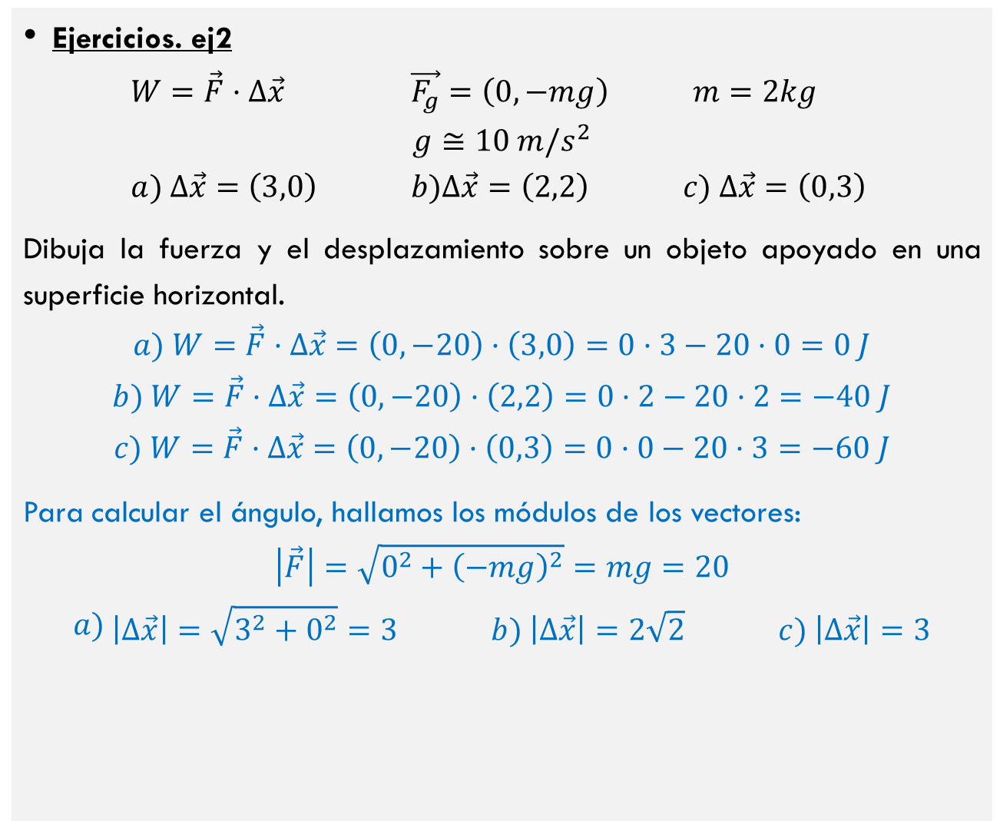 • Ejercicios. ej2
W = F⃗ · Δx⃗ F_g⃗ = (0, −mg) m = 2kg
g ≅ 10 m/s²
a) Δx⃗ = (3,0) b)Δx⃗ = (2,2) c) Δx⃗ = (0,3)
Dibuja la fuerza y el desplazamiento sobre un objeto apoyado en una
superficie horizontal.
a) W = F⃗ · Δx⃗ = (0, −20) · (3,0) = 0 · 3 − 20 · 0 = 0 J
b) W = F⃗ · Δx⃗ = (0, −20) · (2,2) = 0 · 2 − 20 · 2 = −40 J
c) W = F⃗ · Δx⃗ = (0, −20) · (0,3) = 0 · 0 − 20 · 3 = −60 J
Para calcular el ángulo, hallamos los módulos de los vectores:
|F⃗| = √(0² + (−mg)²) = mg = 20
a) |Δx⃗| = √(3² + 0²) = 3 b) |Δx⃗| = 2√2 c) |Δx⃗| = 3